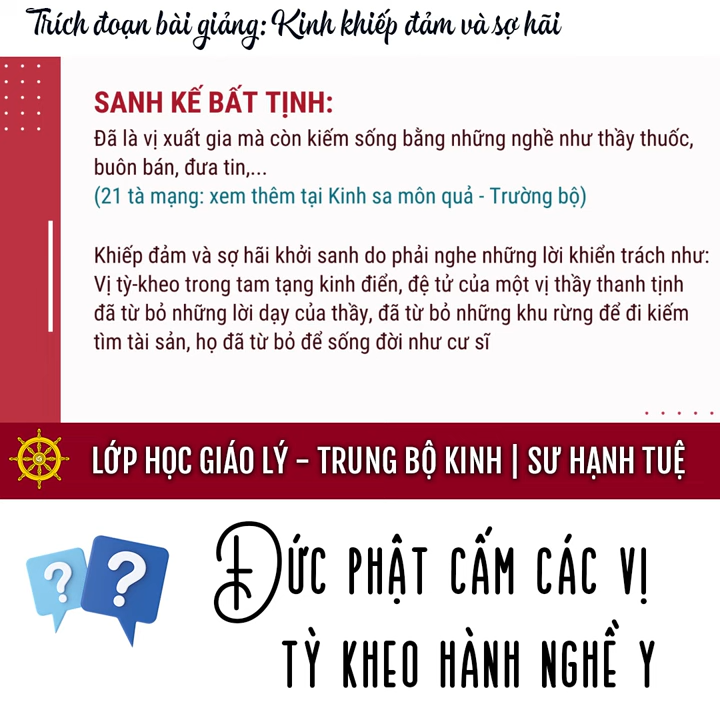 Trích đoạn bài giảng: Kinh khiếp đảm và sợ hãi
SANH KẾ BẤT TỊNH:
Đã là vị xuất gia mà còn kiếm sống bằng những nghề như thầy thuốc,
buôn bán, đưa tin,...
(21 tà mạng: xem thêm tại Kinh sa môn quả - Trường bộ)
Khiếp đảm và sợ hãi khởi sanh do phải nghe những lời khiển trách như:
Vị tỳ-kheo trong tam tạng kinh điển, đệ tử của một vị thầy thanh tịnh
đã từ bỏ những lời dạy của thầy, đã từ bỏ những khu rừng để đi kiếm
tìm tài sản, họ đã từ bỏ để sống đời như cư sĩ
LỚP HỌC GIÁO LÝ – TRUNG BỘ KINH | SƯ HẠNH TUỆ
? ?
ĐỨC PHẬT CẤM CÁC VỊ
TỲ KHEO HÀNH NGHỀ Y